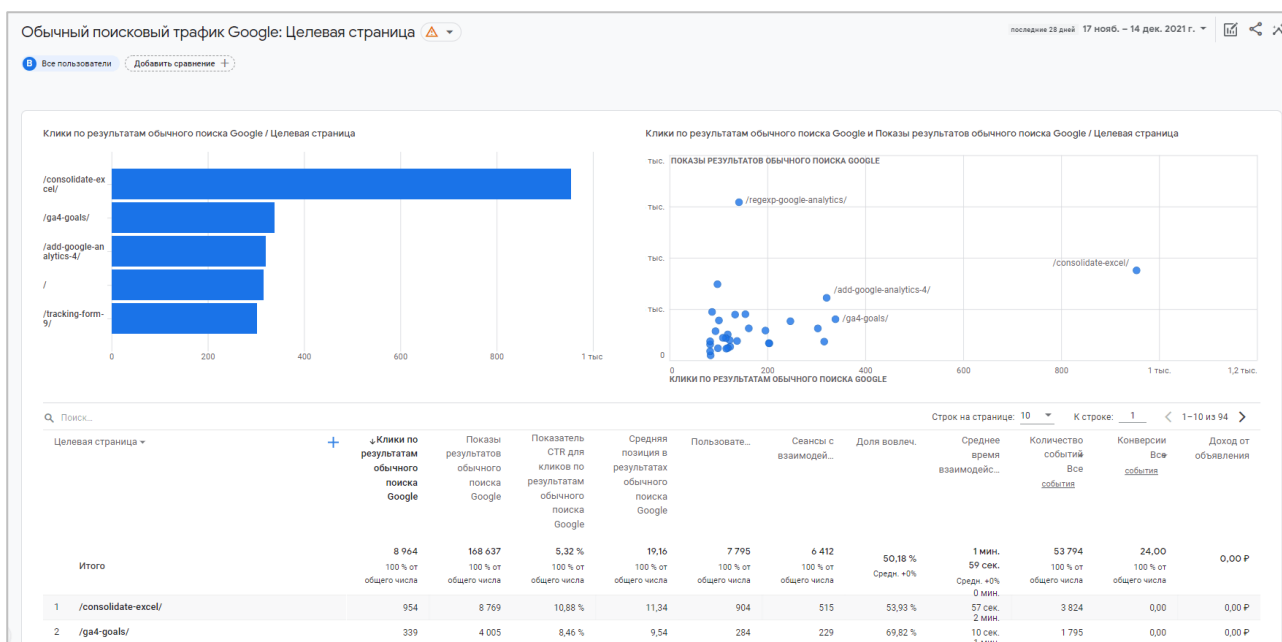 Обычный поисковый трафик Google: Целевая страница
последние 28 дней 17 нояб. – 14 дек. 2021 г.
В Все пользователи Добавить сравнение +
Клики по результатам обычного поиска Google / Целевая страница
0 200 400 600 800 1 тыс
/consolidate-ex
cel/
/ga4-goals/
/add-google-an
alytics-4/
/
/tracking-form-
9/
0 200 400 600 800 1 тыс
Клики по результатам обычного поиска Google и Показы результатов обычного поиска Google / Целевая страница
тыс. ПОКАЗЫ РЕЗУЛЬТАТОВ ОБЫЧНОГО ПОИСКА GOOGLE
/regexp-google-analytics/
тыс.
тыс.
/consolidate-excel/
/add-google-analytics-4/
тыс.
/ga4-goals/
0
0 200 400 600 800 1 тыс. 1,2 тыс.
КЛИКИ ПО РЕЗУЛЬТАТАМ ОБЫЧНОГО ПОИСКА GOOGLE
Поиск...
Строк на странице: 10 К строке: 1 1–10 из 94
Целевая страница
+
↓Клики по
результатам
обычного
поиска
Google
Показы
результатов
обычного
поиска
Google
Показатель
CTR для
кликов по
результатам
обычного
поиска
Google
Средняя
позиция в
результатах
обычного
поиска
Google
Пользовате...
Сеансы с
взаимодей...
Доля вовлеч.
Среднее
время
взаимодейс...
Количество
событий
Все
события
Конверсии
Все
события
Доход от
объявления
Итого
8 964
100 % от
общего числа
168 637
100 % от
общего числа
5,32 %
100 % от
общего числа
19,16
100 % от
общего числа
7 795
100 % от
общего числа
6 412
100 % от
общего числа
50,18 %
Средн. +0%
1 мин.
59 сек.
Средн. +0%
53 794
100 % от
общего числа
24,00
100 % от
общего числа
0,00 ₽
0 мин.
1 /consolidate-excel/ 954 8 769 10,88 % 11,34 904 515 53,93 % 57 сек. 3 824 0,00 0,00 ₽
2 мин.
2 /ga4-goals/ 339 4 005 8,46 % 9,54 284 229 69,82 % 10 сек. 1 795 0,00 0,00 ₽